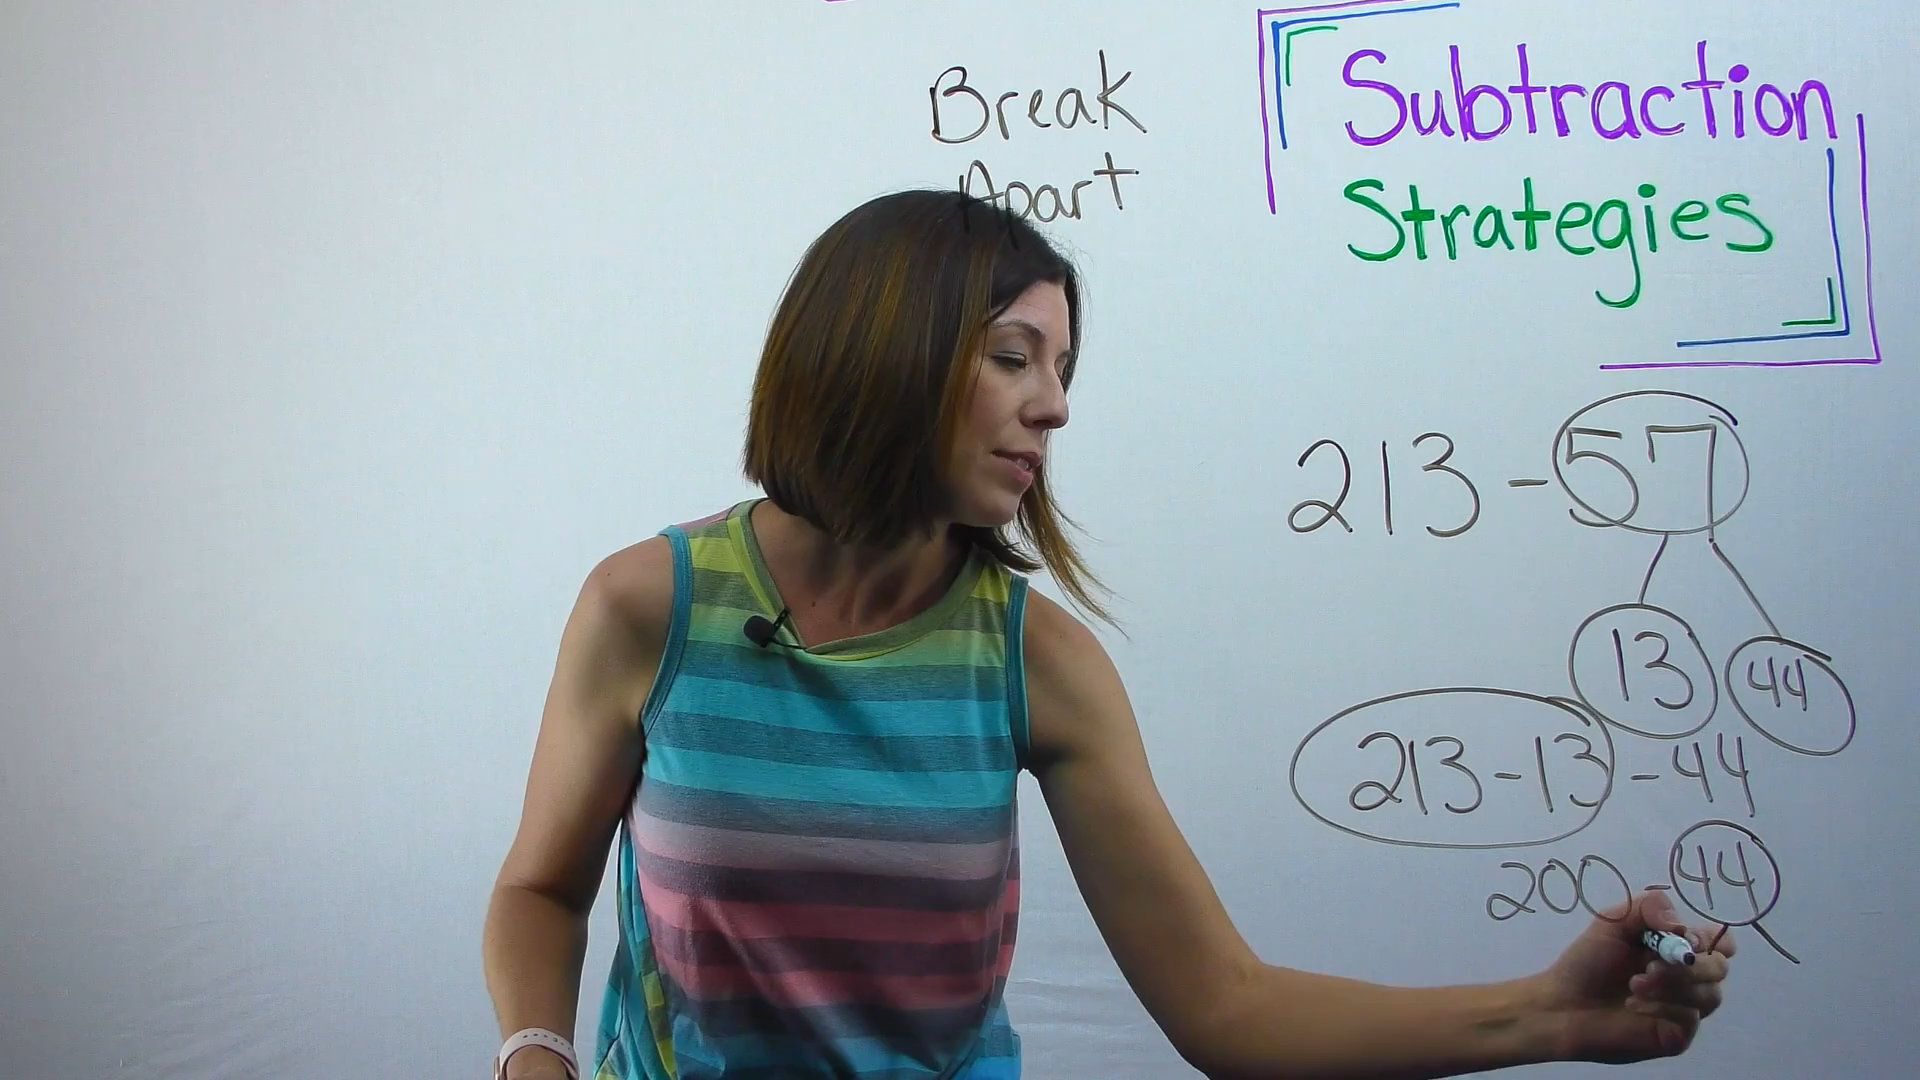 Break
Apart
Subtraction
Strategies
213-57
13 44
213-13-44
200-44